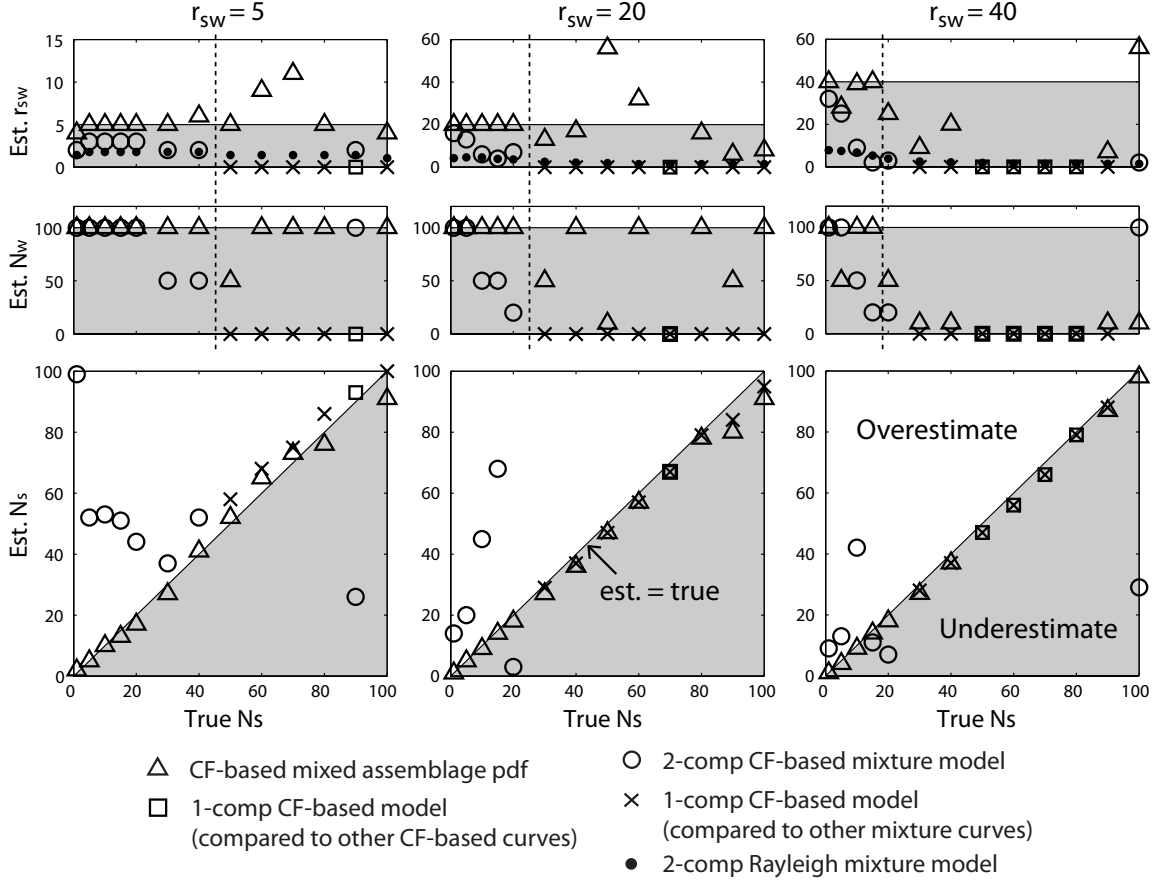 r_sw = 5
r_sw = 20
r_sw = 40
Est. r_sw
15
10
5
0
60
40
20
0
60
40
20
0
Est. N_w
100
50
0
100
50
0
100
50
0
Est. N_s
100
80
60
40
20
0
100
80
60
40
20
0
100
80
60
40
20
0
Overestimate
est. = true
Underestimate
0 20 40 60 80 100
0 20 40 60 80 100
0 20 40 60 80 100
True Ns
True Ns
True Ns
CF-based mixed assemblage pdf
1-comp CF-based model
(compared to other CF-based curves)
2-comp CF-based mixture model
1-comp CF-based model
(compared to other mixture curves)
2-comp Rayleigh mixture model